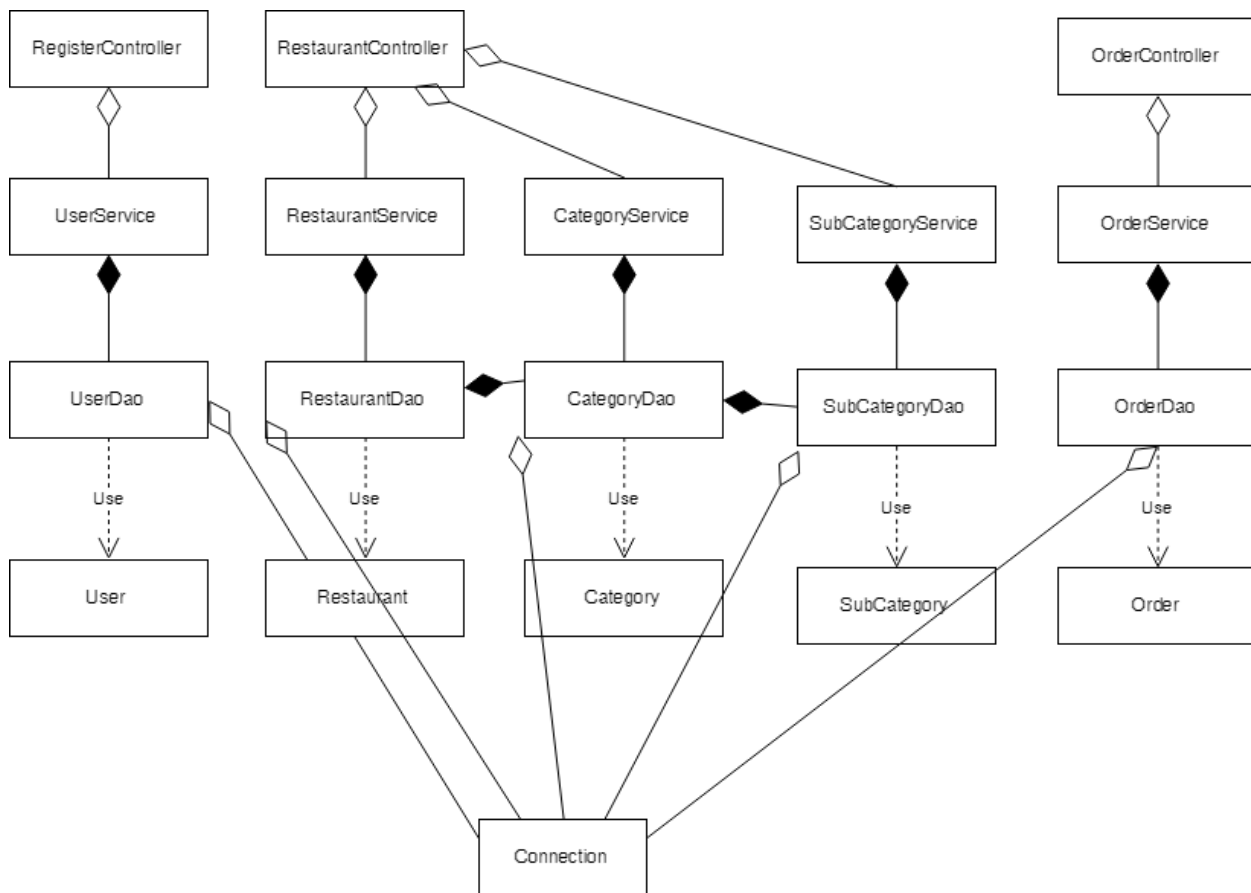 RegisterController
RestaurantController
OrderController
UserService
RestaurantService
CategoryService
SubCategoryService
OrderService
UserDao
RestaurantDao
CategoryDao
SubCategoryDao
OrderDao
Use
Use
Use
Use
Use
User
Restaurant
Category
SubCategory
Order
Connection